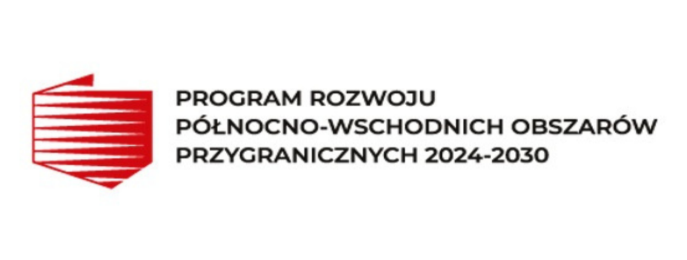 PROGRAM ROZWOJU
PÓŁNOCNO-WSCHODNICH OBSZARÓW
PRZYGRANICZNYCH 2024-2030